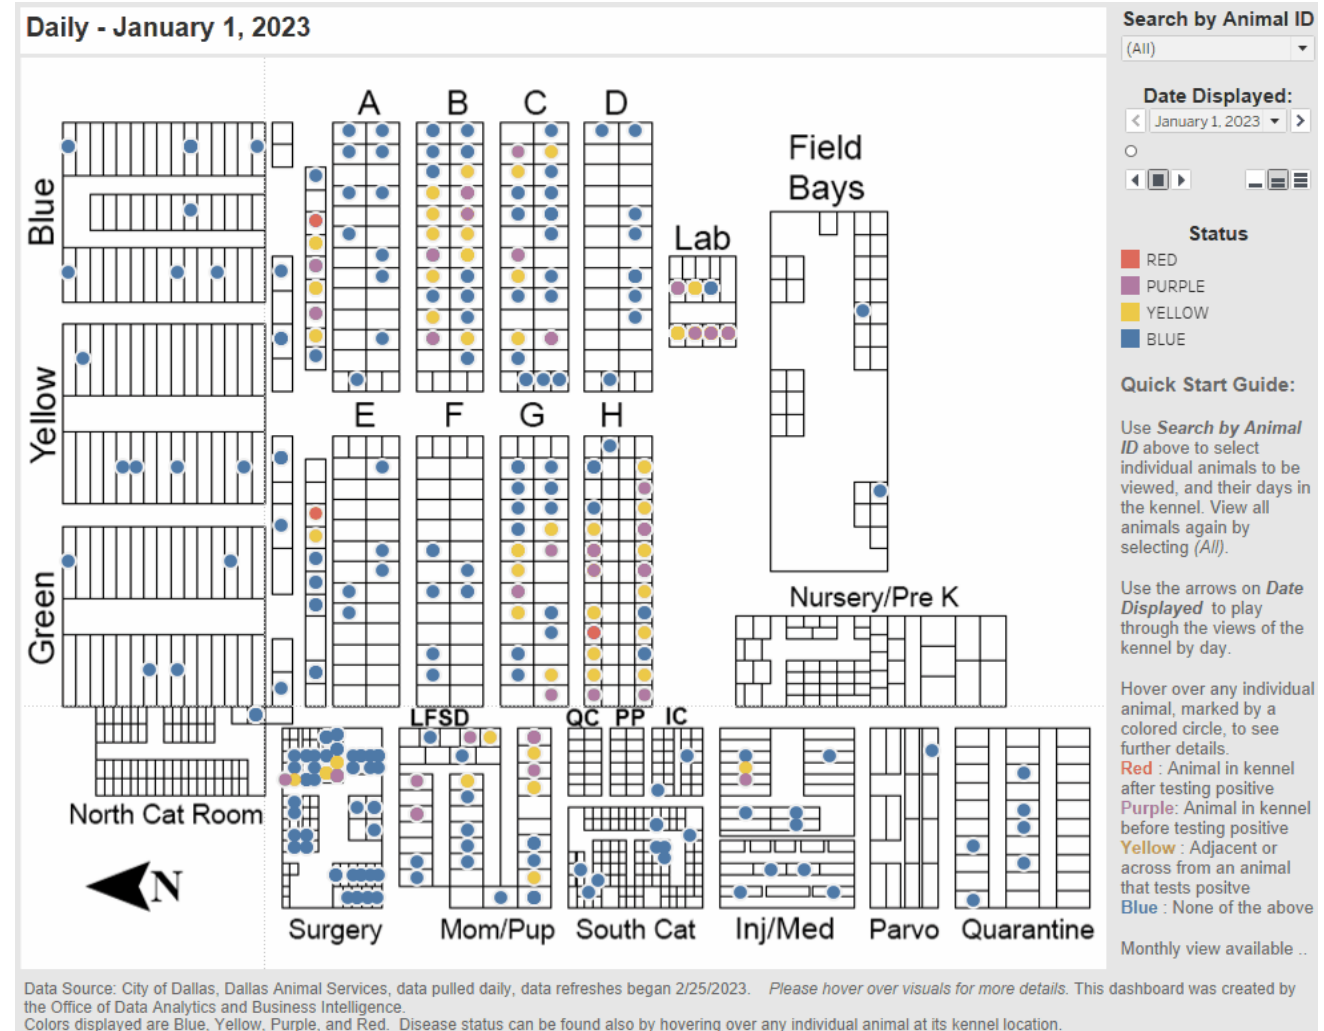 Daily - January 1, 2023
Search by Animal ID
(All)
Date Displayed:
January 1, 2023
Status
RED
PURPLE
YELLOW
BLUE
Quick Start Guide:
Use Search by Animal
ID above to select
individual animals to be
viewed, and their days in
the kennel. View all
animals again by
selecting (All).
Use the arrows on Date
Displayed to play
through the views of the
kennel by day.
Hover over any individual
animal, marked by a
colored circle, to see
further details.
Red : Animal in kennel
after testing positive
Purple: Animal in kennel
before testing positive
Yellow : Adjacent or
across from an animal
that tests positve
Blue : None of the above
Monthly view available ..
A
B
C
D
Field
Bays
Lab
Blue
Yellow
Green
E
F
G
H
Nursery/Pre K
LFSD
QC
PP
IC
North Cat Room
N
Surgery
Mom/Pup
South Cat
Inj/Med
Parvo
Quarantine
Data Source: City of Dallas, Dallas Animal Services, data pulled daily, data refreshes began 2/25/2023. Please hover over visuals for more details. This dashboard was created by
the Office of Data Analytics and Business Intelligence.
Colors displayed are Blue, Yellow, Purple, and Red. Disease status can be found also by hovering over any individual animal at its kennel location.